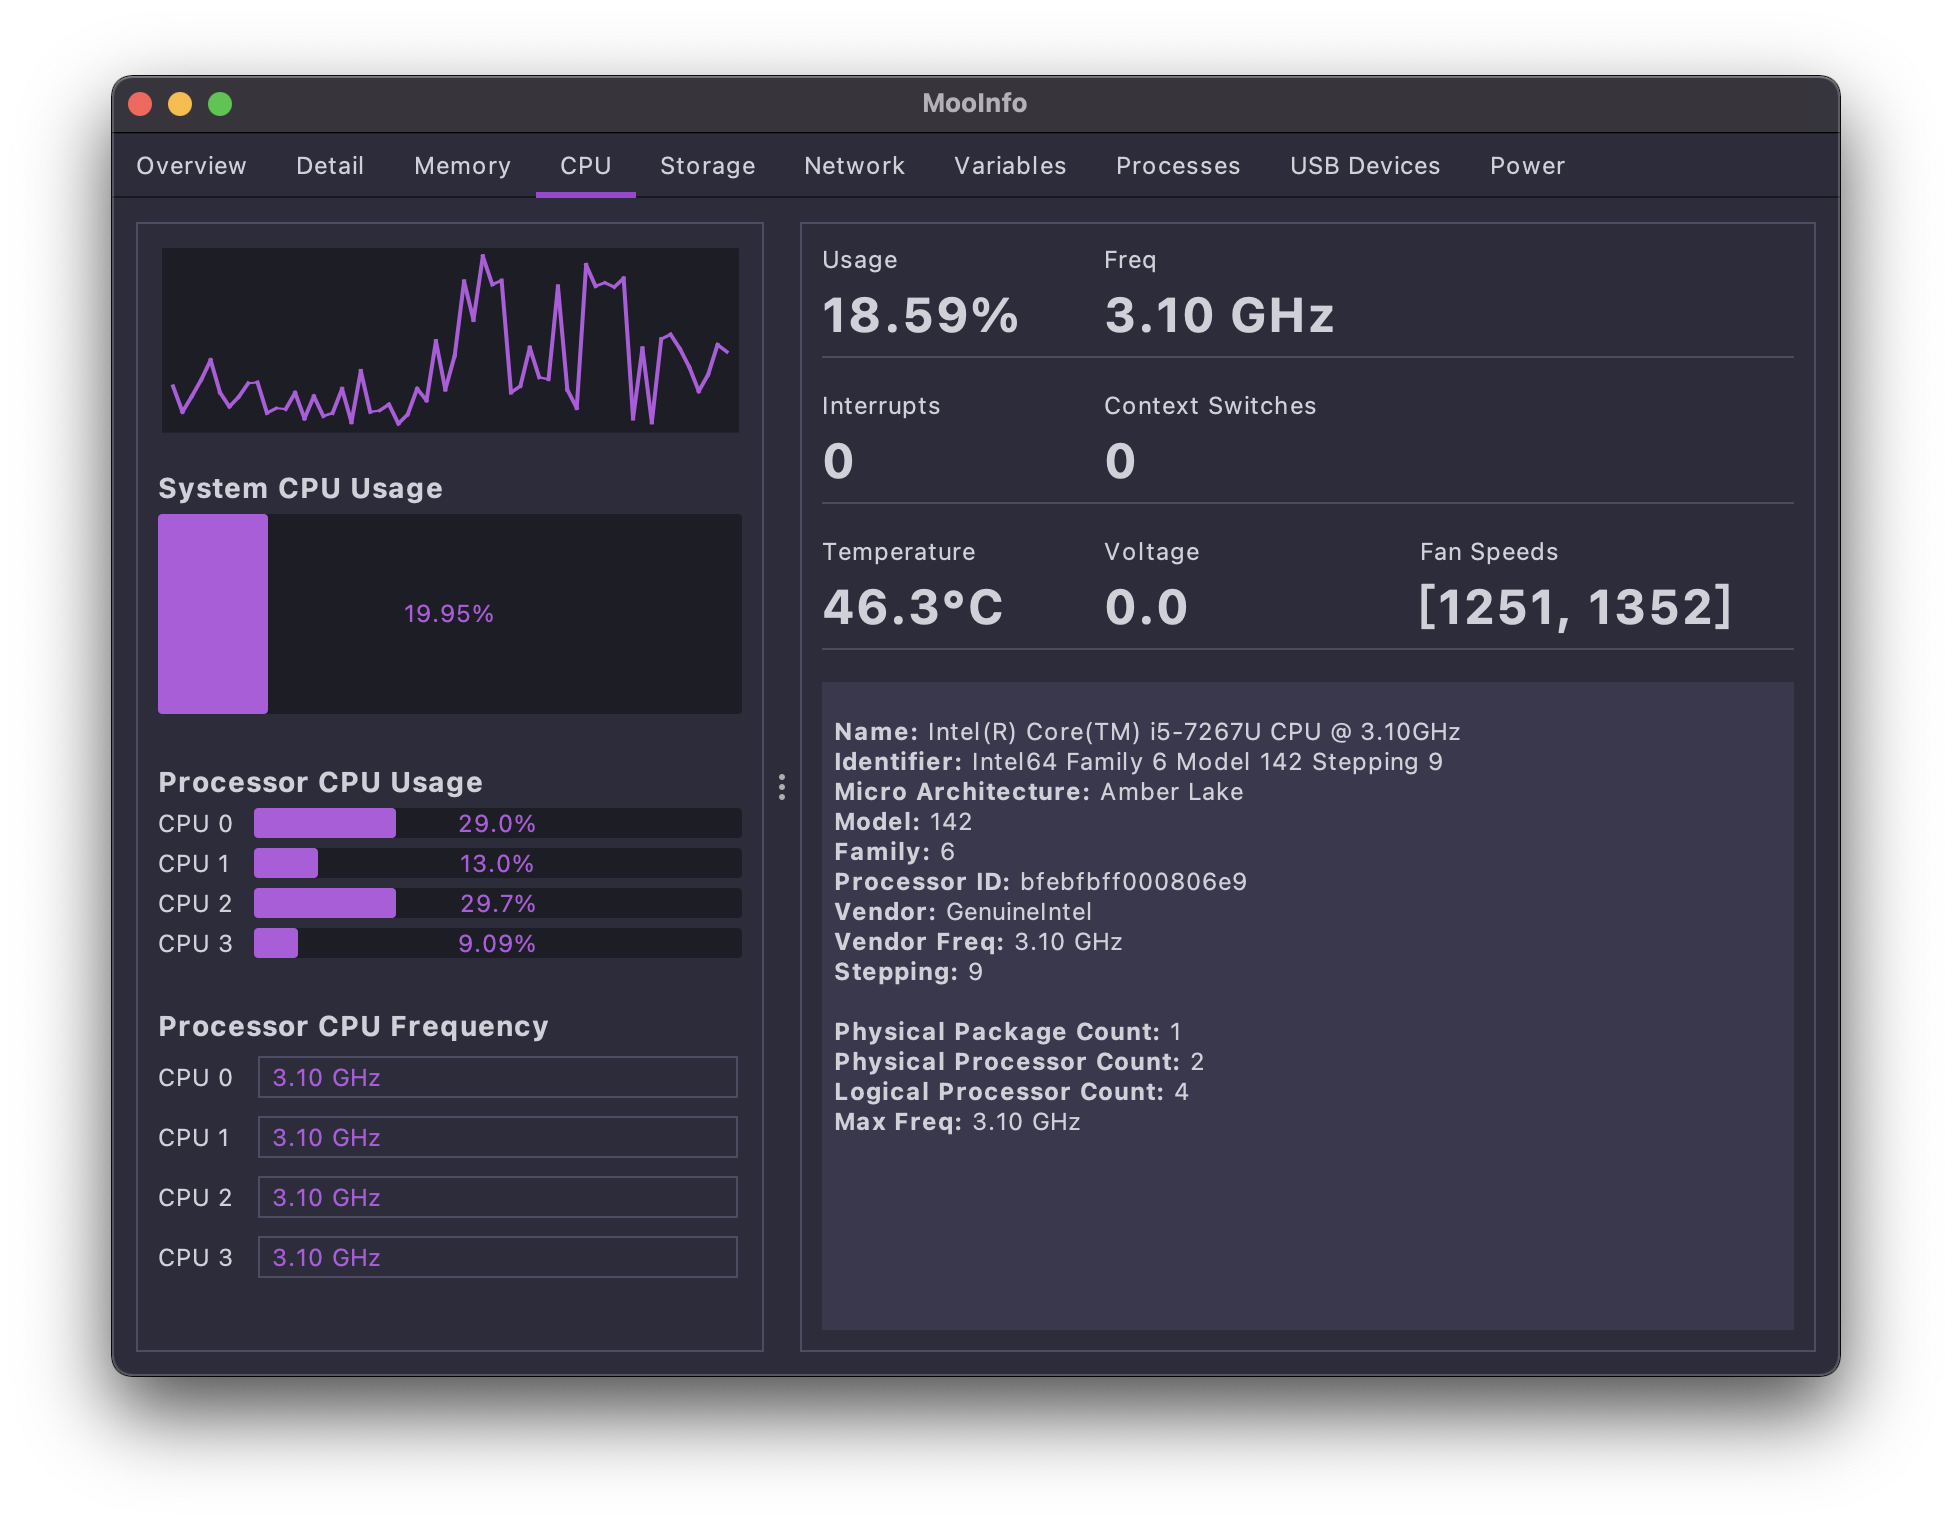 MooInfo
Overview Detail Memory CPU Storage Network Variables Processes USB Devices Power
System CPU Usage
19.95%
Processor CPU Usage
CPU 0 29.0%
CPU 1 13.0%
CPU 2 29.7%
CPU 3 9.09%
Processor CPU Frequency
CPU 0 3.10 GHz
CPU 1 3.10 GHz
CPU 2 3.10 GHz
CPU 3 3.10 GHz
Usage Freq
18.59% 3.10 GHz
Interrupts Context Switches
0 0
Temperature Voltage Fan Speeds
46.3°C 0.0 [1251, 1352]
Name: Intel(R) Core(TM) i5-7267U CPU @ 3.10GHz
Identifier: Intel64 Family 6 Model 142 Stepping 9
Micro Architecture: Amber Lake
Model: 142
Family: 6
Processor ID: bfebfbff000806e9
Vendor: GenuineIntel
Vendor Freq: 3.10 GHz
Stepping: 9
Physical Package Count: 1
Physical Processor Count: 2
Logical Processor Count: 4
Max Freq: 3.10 GHz